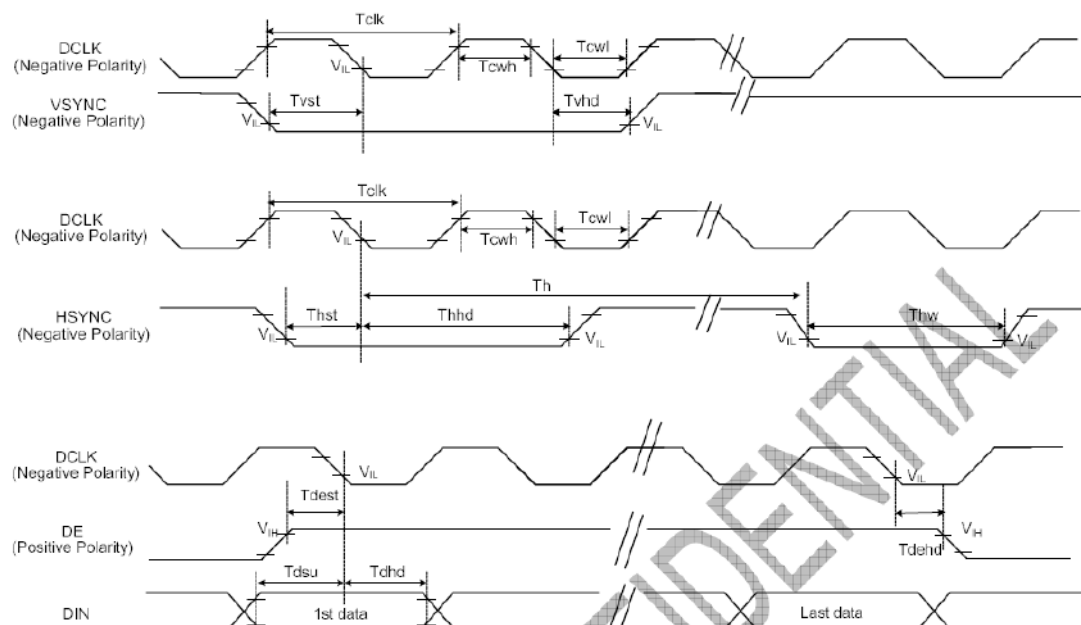 Tclk
DCLK
(Negative Polarity)
VIL
Tcwh
Tcwl
VSYNC
(Negative Polarity)
VIL
Tvst
Tvhd
VIL
Tclk
DCLK
(Negative Polarity)
VIL
Tcwh
Tcwl
Th
HSYNC
(Negative Polarity)
VIL
Thst
Thhd
VIL
VIL
Thw
VIL
DCLK
(Negative Polarity)
VIL
VIL
Tdest
DE
(Positive Polarity)
VIH
VIH
Tdehd
Tdsu
Tdhd
DIN
1st data
Last data
IDENTIAL